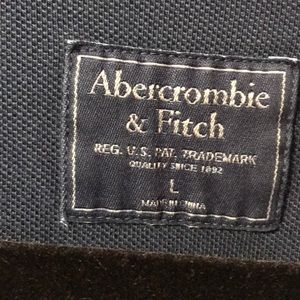 Abercrombie
& Fitch
REG. U.S. PAT. TRADEMARK
QUALITY SINCE 1892
L
MADE IN CHINA